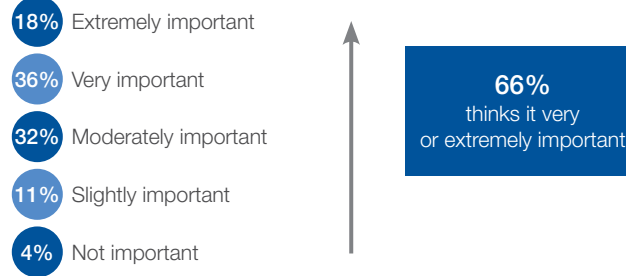 18% Extremely important
36% Very important
32% Moderately important
11% Slightly important
4% Not important
66%
thinks it very
or extremely important